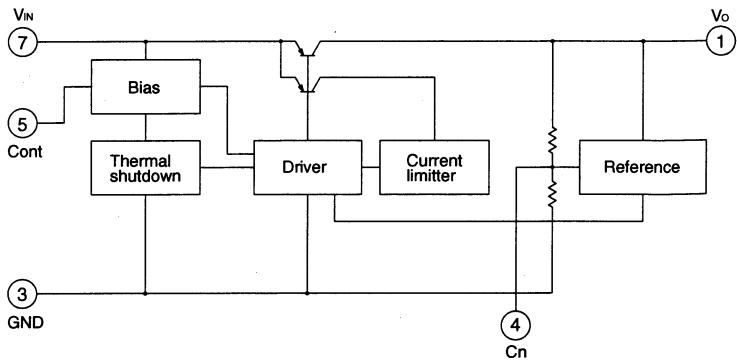 VIN
7
VO
1
Bias
5
Cont
Thermal
shutdown
Driver
Current
limitter
Reference
3
GND
4
Cn